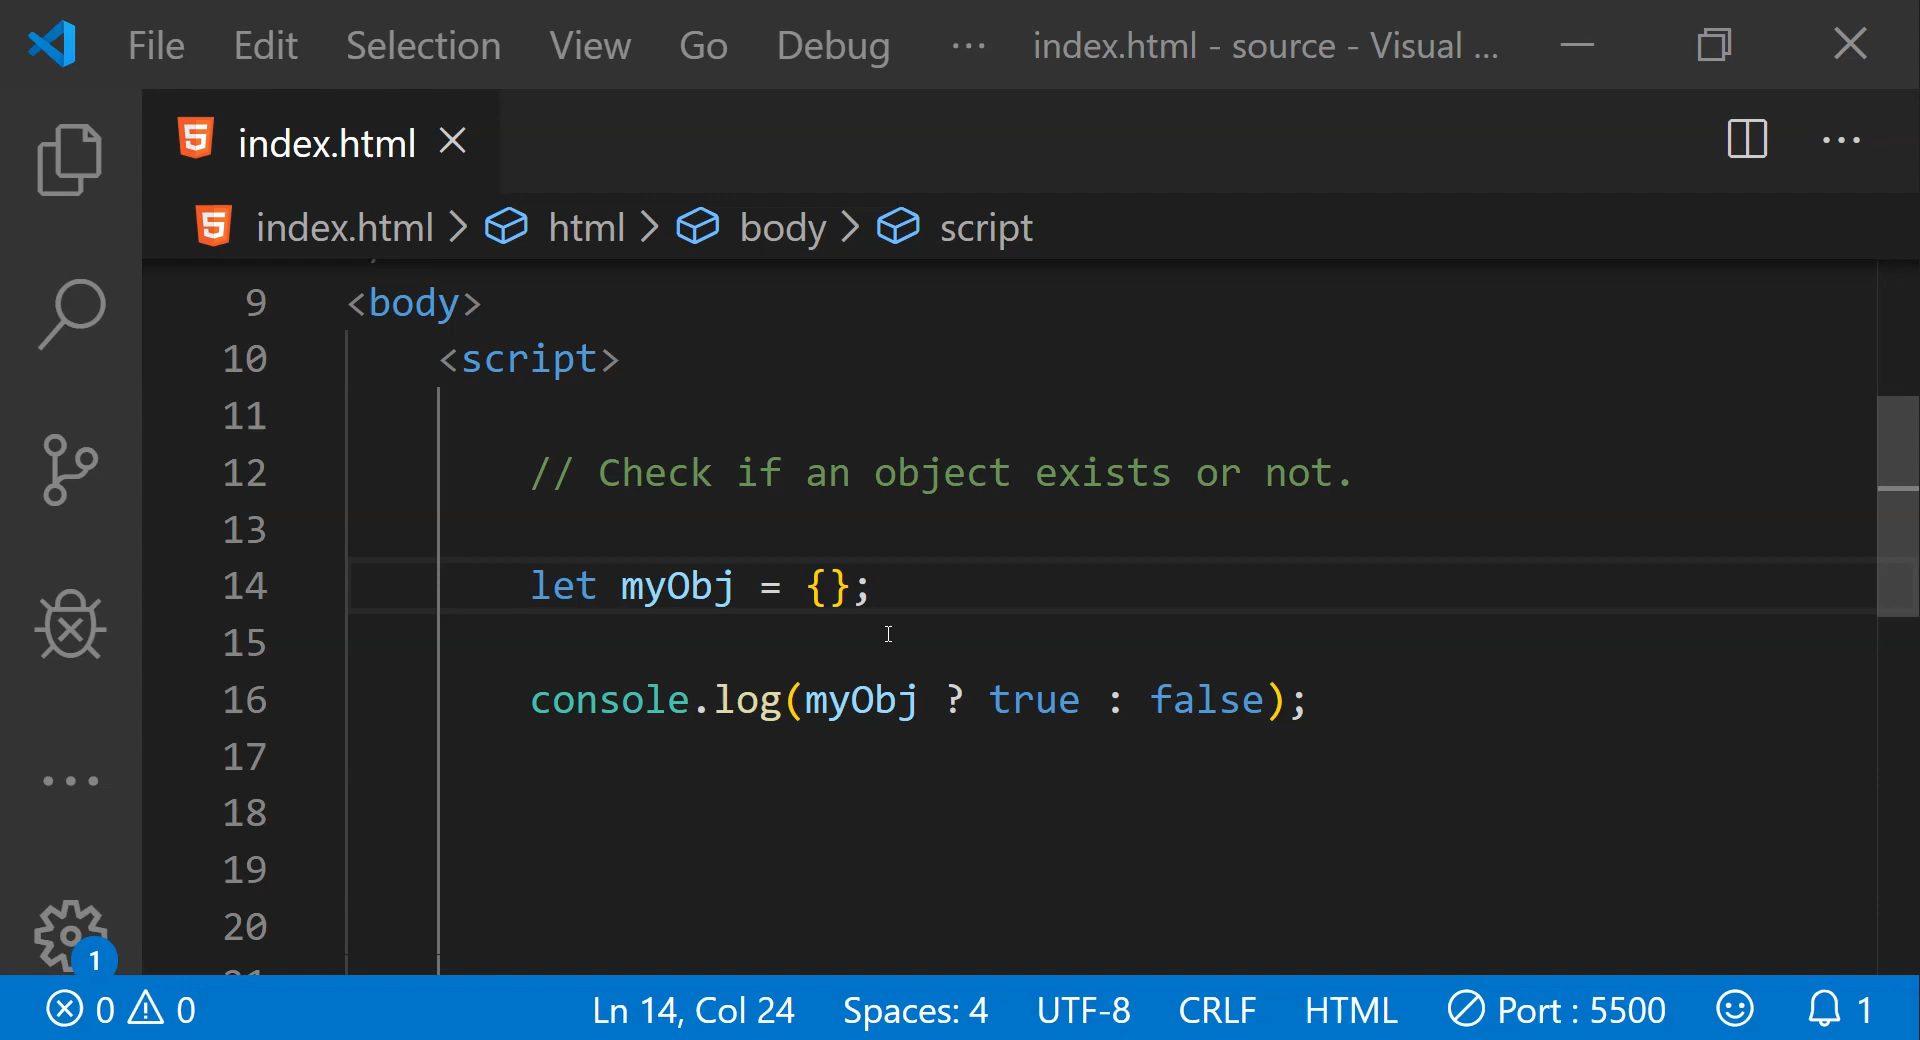 File Edit Selection View Go Debug ··· index.html - source - Visual ...
index.html
index.html > html > body > script
9 <body>
10 <script>
11
12 // Check if an object exists or not.
13
14 let myObj = {};
15
16 console.log(myObj ? true : false);
17
18
19
20
1
0 0 Ln 14, Col 24 Spaces: 4 UTF-8 CRLF HTML Port : 5500 1